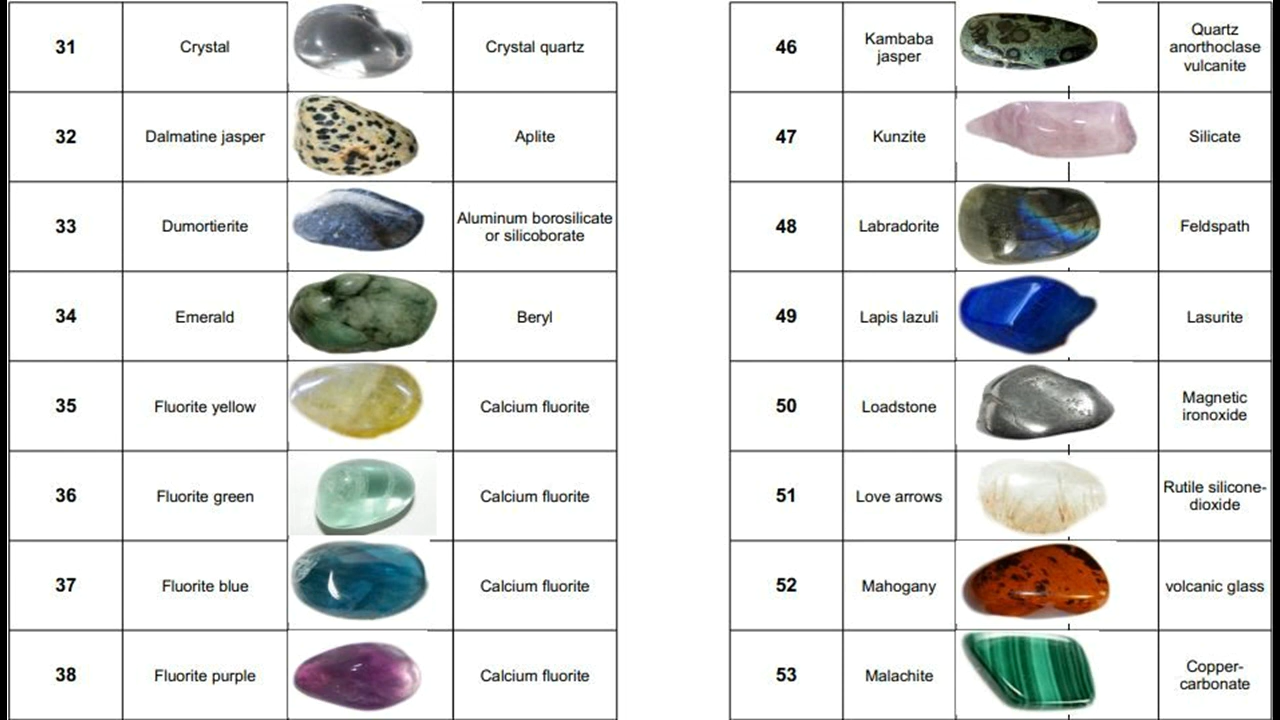 31
Crystal
Crystal quartz
32
Dalmatine jasper
Aplite
33
Dumortierite
Aluminum borosilicate
or silicoborate
34
Emerald
Beryl
35
Fluorite yellow
Calcium fluorite
36
Fluorite green
Calcium fluorite
37
Fluorite blue
Calcium fluorite
38
Fluorite purple
Calcium fluorite
46
Kambaba
jasper
Quartz
anorthoclase
vulcanite
47
Kunzite
Silicate
48
Labradorite
Feldspath
49
Lapis lazuli
Lasurite
50
Loadstone
Magnetic
ironoxide
51
Love arrows
Rutile silicone-
dioxide
52
Mahogany
volcanic glass
53
Malachite
Copper-
carbonate